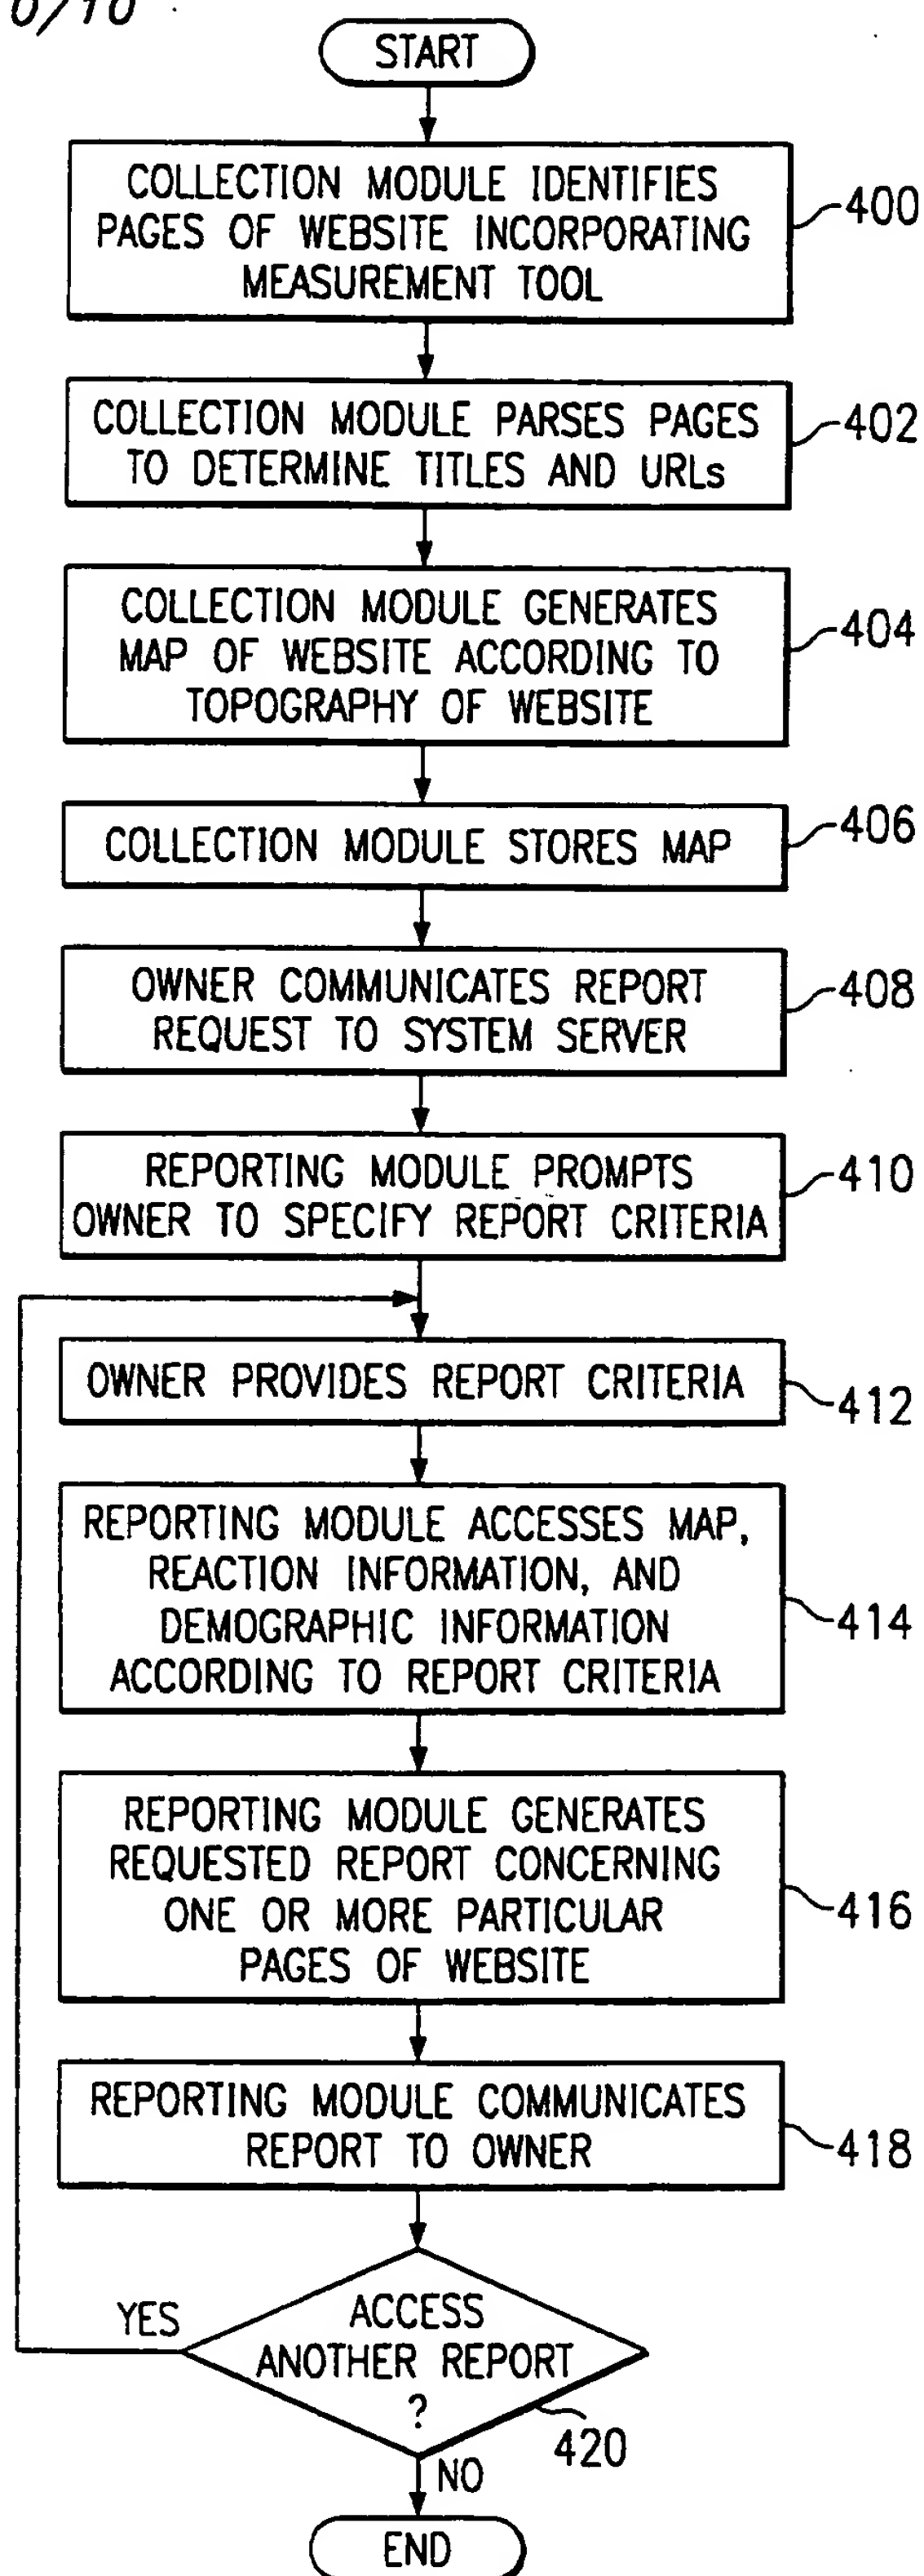 0/10
START
COLLECTION MODULE IDENTIFIES
PAGES OF WEBSITE INCORPORATING
MEASUREMENT TOOL
400
COLLECTION MODULE PARSES PAGES
TO DETERMINE TITLES AND URLs
402
COLLECTION MODULE GENERATES
MAP OF WEBSITE ACCORDING TO
TOPOGRAPHY OF WEBSITE
404
COLLECTION MODULE STORES MAP
406
OWNER COMMUNICATES REPORT
REQUEST TO SYSTEM SERVER
408
REPORTING MODULE PROMPTS
OWNER TO SPECIFY REPORT CRITERIA
410
OWNER PROVIDES REPORT CRITERIA
412
REPORTING MODULE ACCESSES MAP,
REACTION INFORMATION, AND
DEMOGRAPHIC INFORMATION
ACCORDING TO REPORT CRITERIA
414
REPORTING MODULE GENERATES
REQUESTED REPORT CONCERNING
ONE OR MORE PARTICULAR
PAGES OF WEBSITE
416
REPORTING MODULE COMMUNICATES
REPORT TO OWNER
418
YES
ACCESS
ANOTHER REPORT
?
420
NO
END